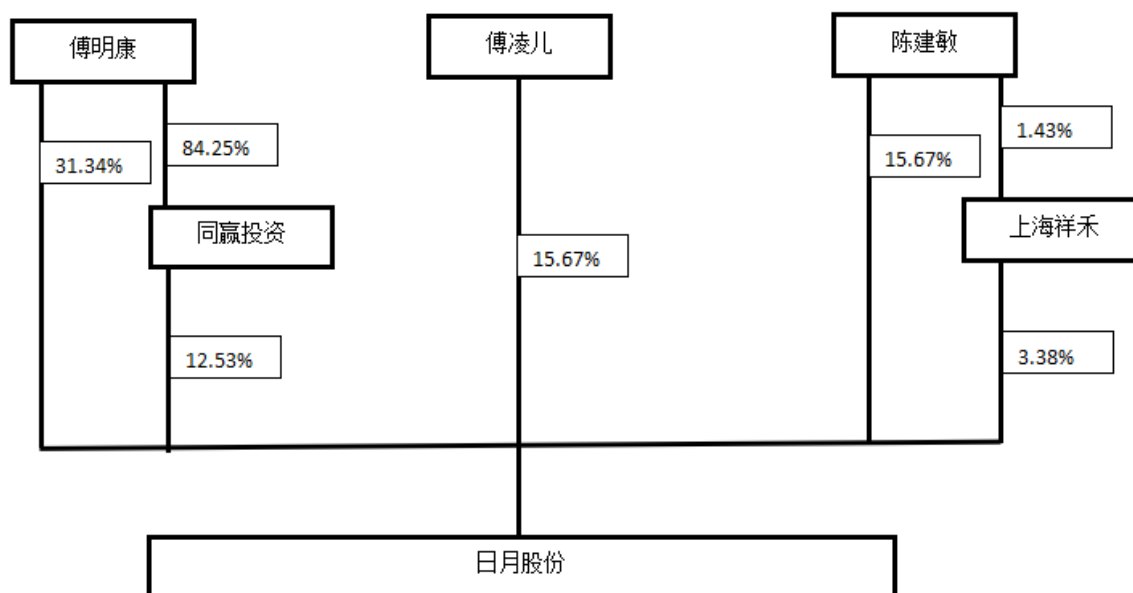 傅明康
傅凌儿
陈建敏
31.34%
84.25%
15.67%
1.43%
同赢投资
15.67%
上海祥禾
12.53%
3.38%
日月股份